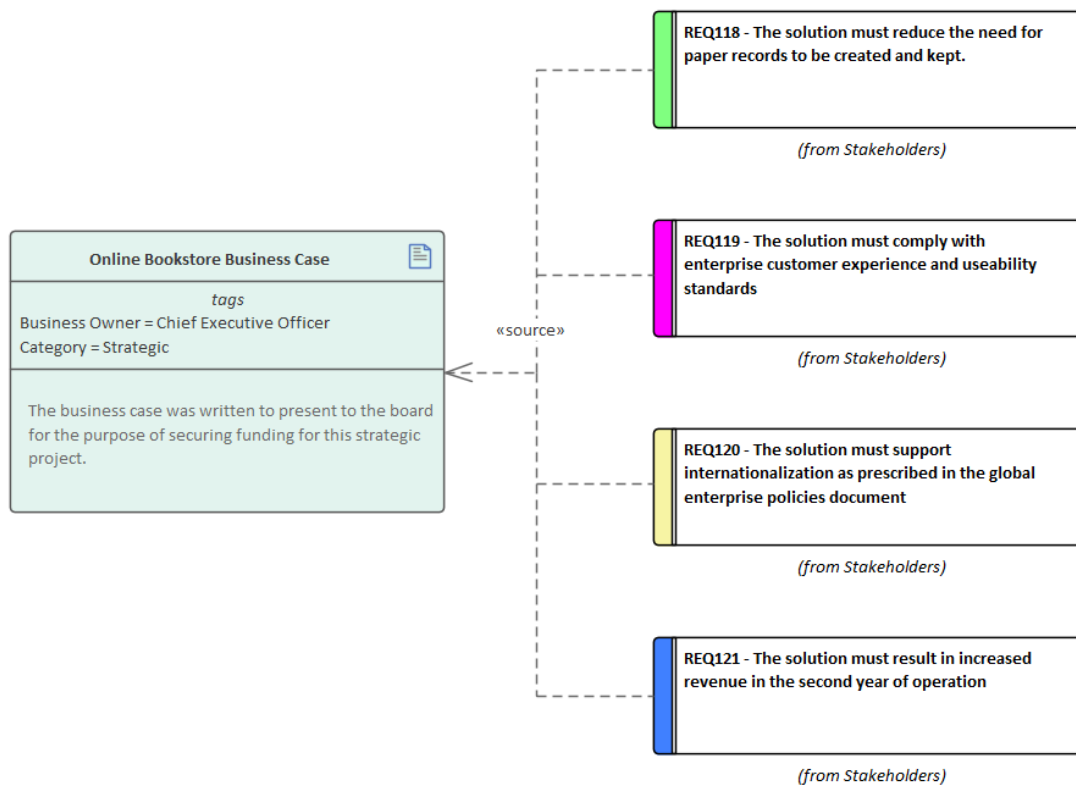 Online Bookstore Business Case
tags
Business Owner = Chief Executive Officer
Category = Strategic
The business case was written to present to the board
for the purpose of securing funding for this strategic
project.
«source»
REQ118 - The solution must reduce the need for
paper records to be created and kept.
(from Stakeholders)
REQ119 - The solution must comply with
enterprise customer experience and useability
standards
(from Stakeholders)
REQ120 - The solution must support
internationalization as prescribed in the global
enterprise policies document
(from Stakeholders)
REQ121 - The solution must result in increased
revenue in the second year of operation
(from Stakeholders)